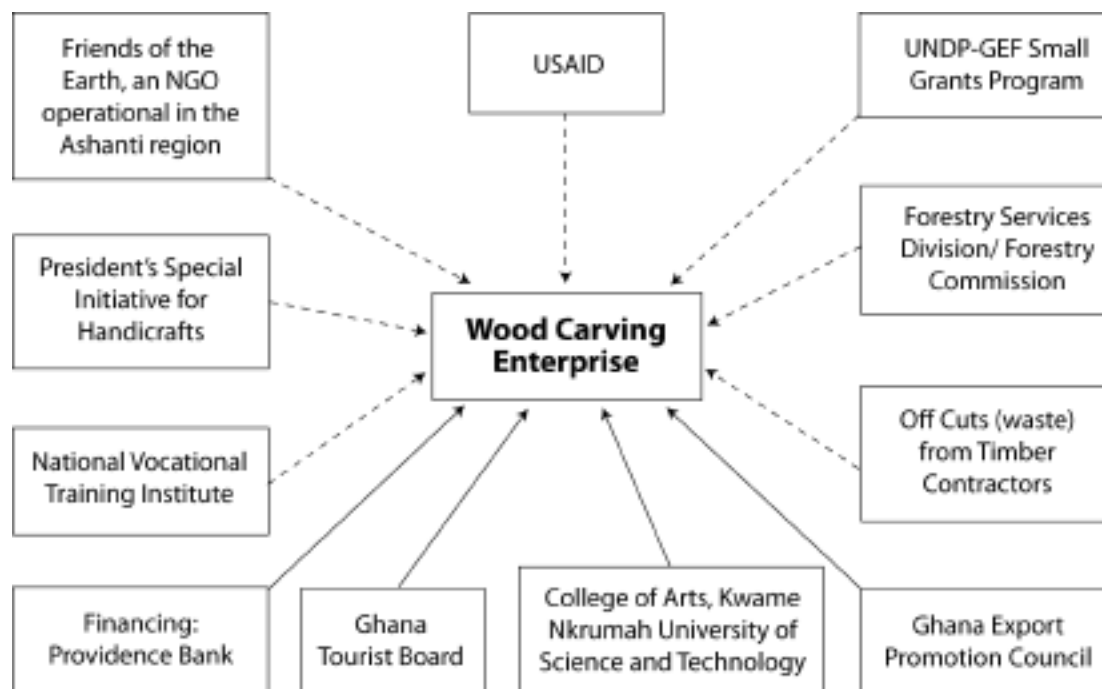 Friends of the
Earth, an NGO
operational in the
Ashanti region
USAID
UNDP-GEF Small
Grants Program
President's Special
Initiative for
Handicrafts
Forestry Services
Division/ Forestry
Commission
Wood Carving
Enterprise
National Vocational
Training Institute
Off Cuts (waste)
from Timber
Contractors
Financing:
Providence Bank
Ghana
Tourist Board
College of Arts, Kwame
Nkrumah University of
Science and Technology
Ghana Export
Promotion Council